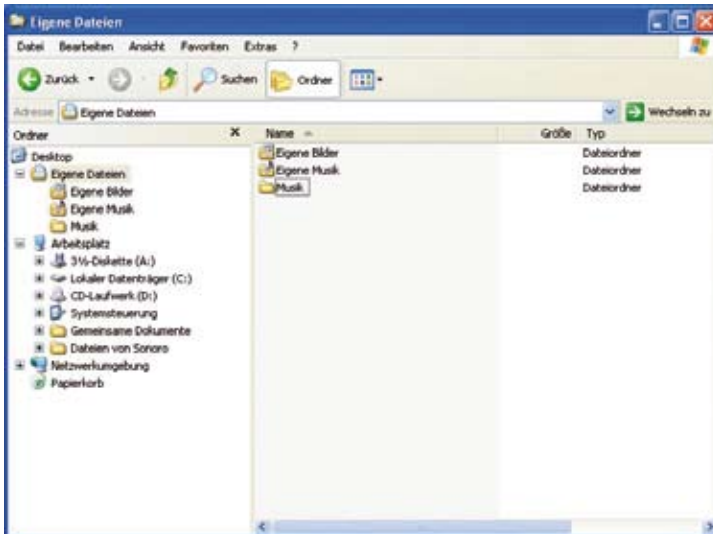 Eigene Dateien
Datei Bearbeiten Ansicht Favoriten Extras ?
Zurück Suchen Ordner
Adresse Eigene Dateien Wechseln zu
Ordner x Name Größe Typ
Desktop
Eigene Dateien
Eigene Bilder
Eigene Musik
Musik
Arbeitsplatz
3½-Diskette (A:)
Lokaler Datenträger (C:)
CD-Laufwerk (D:)
Systemsteuerung
Gemeinsame Dokumente
Dateien von Sonoro
Netzwerkumgebung
Papierkorb
Eigene Bilder Dateiordner
Eigene Musik Dateiordner
Musik Dateiordner